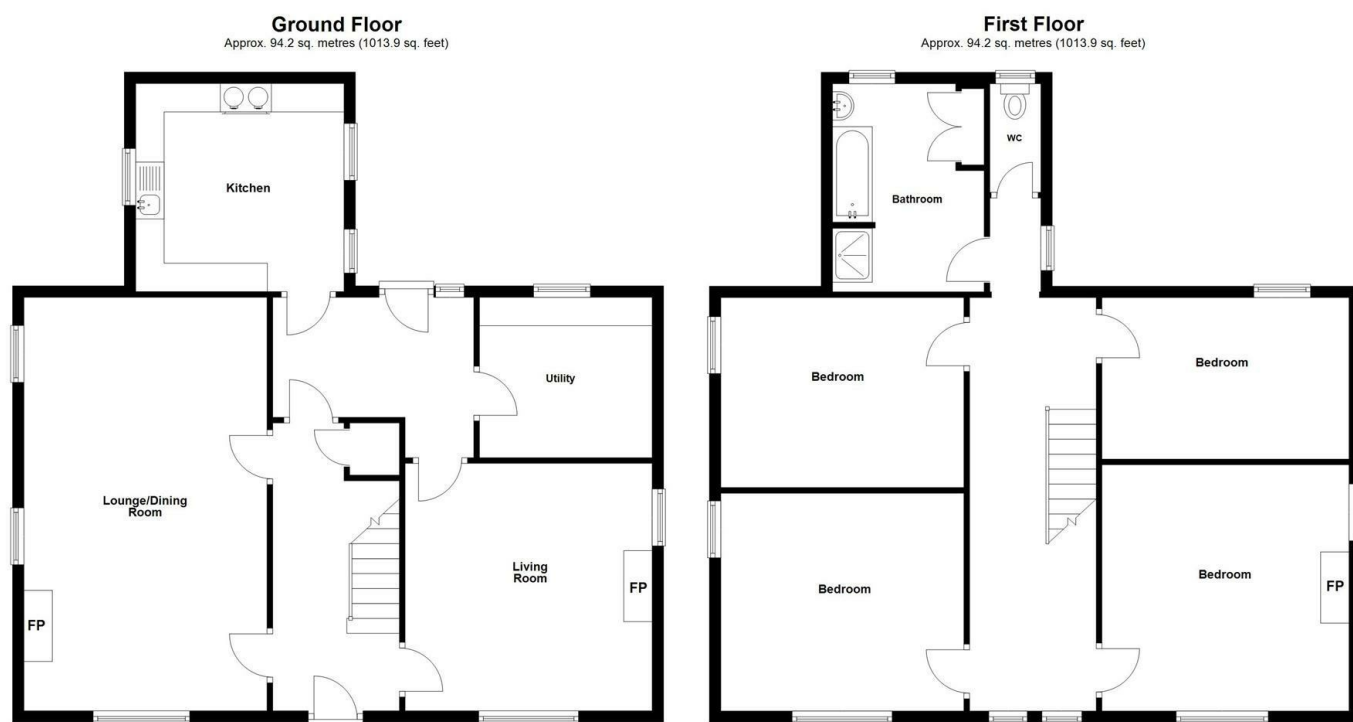 Ground Floor
Approx. 94.2 sq. metres (1013.9 sq. feet)
Kitchen
Utility
Lounge/Dining
Room
Living
Room
FP
FP
First Floor
Approx. 94.2 sq. metres (1013.9 sq. feet)
WC
Bathroom
Bedroom
Bedroom
Bedroom
Bedroom
FP